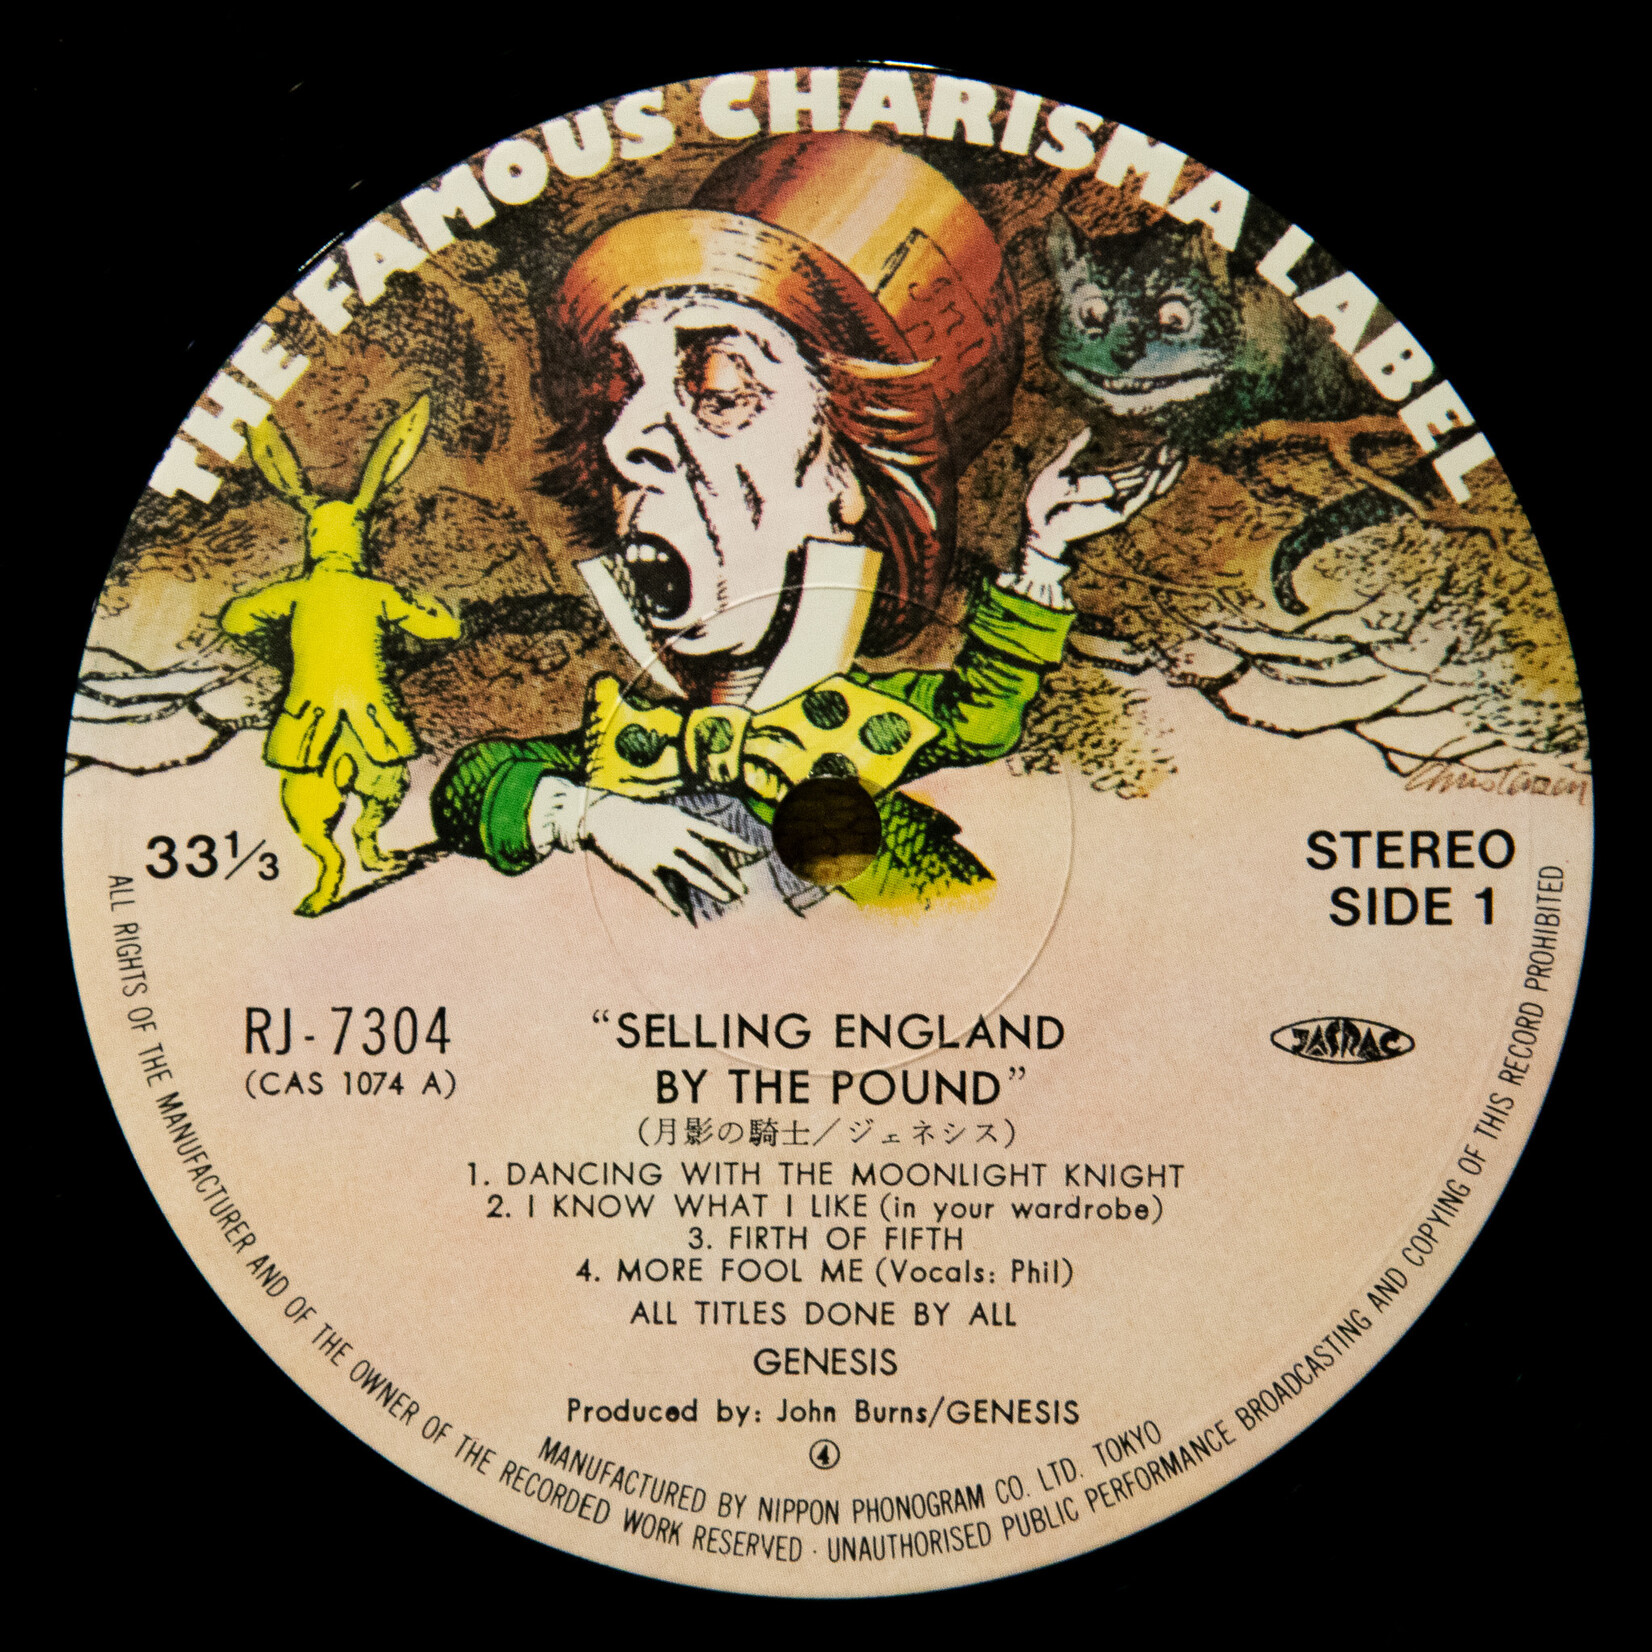 THE FAMOUS CHARISMA LABEL
33 1/3
STEREO
SIDE 1
RJ-7304
(CAS 1074 A)
JASRAC
“SELLING ENGLAND
BY THE POUND”
(月影の騎士/ジェネシス)
1. DANCING WITH THE MOONLIGHT KNIGHT
2. I KNOW WHAT I LIKE (in your wardrobe)
3. FIRTH OF FIFTH
4. MORE FOOL ME (Vocals: Phil)
ALL TITLES DONE BY ALL
GENESIS
Produced by: John Burns/GENESIS
④
MANUFACTURED BY NIPPON PHONOGRAM CO. LTD. TOKYO
ALL RIGHTS OF THE MANUFACTURER AND OF THE OWNER OF THE RECORDED WORK RESERVED · UNAUTHORISED PUBLIC PERFORMANCE BROADCASTING AND COPYING OF THIS RECORD PROHIBITED